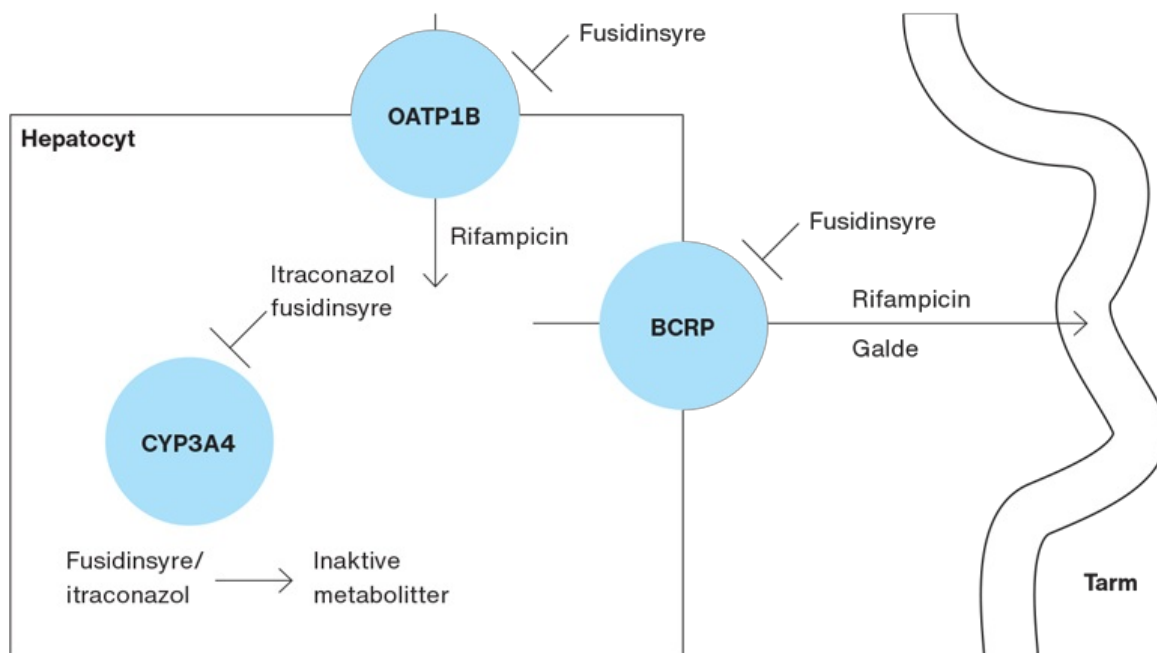 Fusidinsyre
OATP1B
Hepatocyt
Rifampicin
Fusidinsyre
Itraconazol
fusidinsyre
Rifampicin
BCRP
Galde
CYP3A4
Fusidinsyre/
itraconazol
Inaktive
metabolitter
Tarm